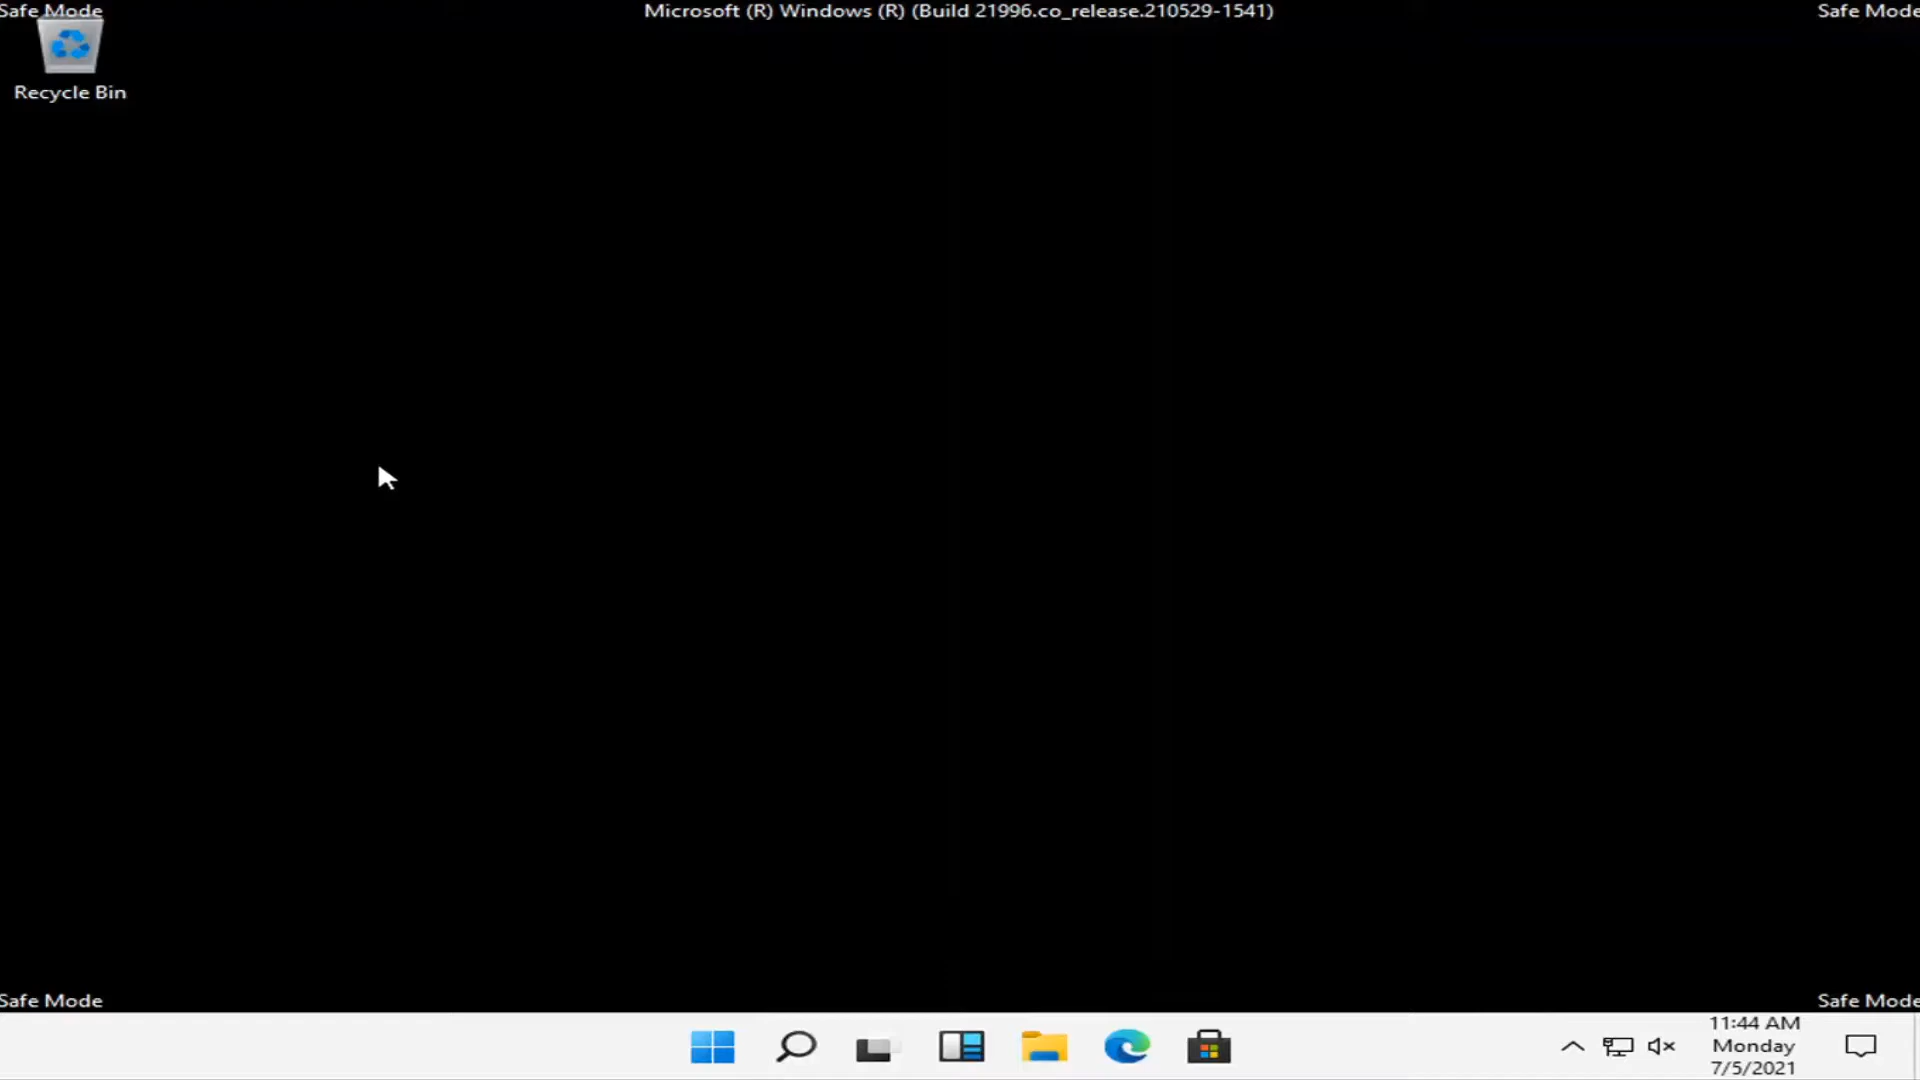 Safe Mode
Microsoft (R) Windows (R) (Build 21996.co_release.210529-1541)
Safe Mode
Recycle Bin
Safe Mode
Safe Mode
11:44 AM
Monday
7/5/2021